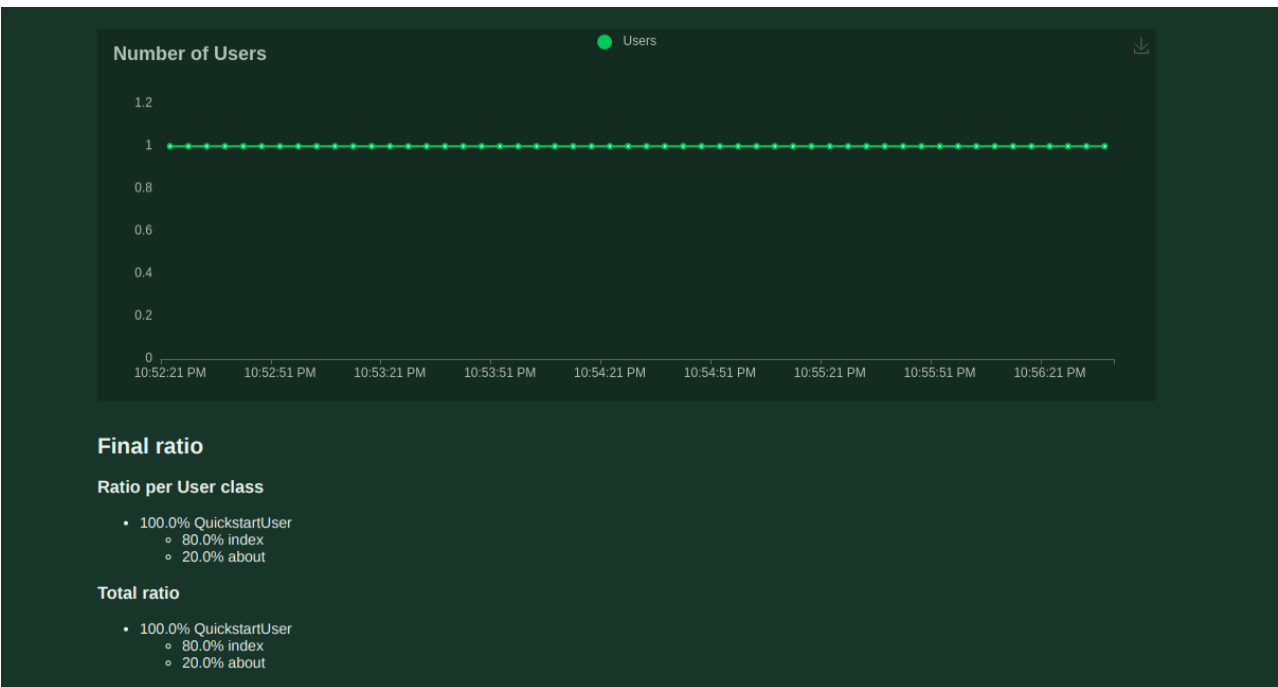 Users
Number of Users
1.2
1
0.8
0.6
0.4
0.2
0
10:52:21 PM 10:52:51 PM 10:53:21 PM 10:53:51 PM 10:54:21 PM 10:54:51 PM 10:55:21 PM 10:55:51 PM 10:56:21 PM
Final ratio
Ratio per User class
• 100.0% QuickstartUser
◦ 80.0% index
◦ 20.0% about
Total ratio
• 100.0% QuickstartUser
◦ 80.0% index
◦ 20.0% about